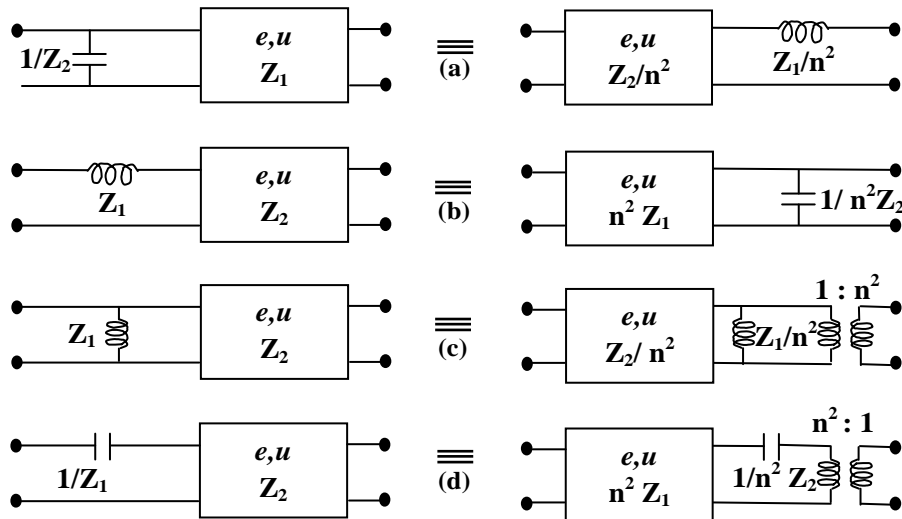 1/Z₂ e,u Z₁ (a) e,u Z₂/n² Z₁/n²
Z₁ e,u Z₂ (b) e,u n² Z₁ 1/ n²Z₂
Z₁ e,u Z₂ (c) e,u Z₂/ n² Z₁/n² 1 : n²
1/Z₁ e,u Z₂ (d) e,u n² Z₁ 1/n² Z₂ n² : 1